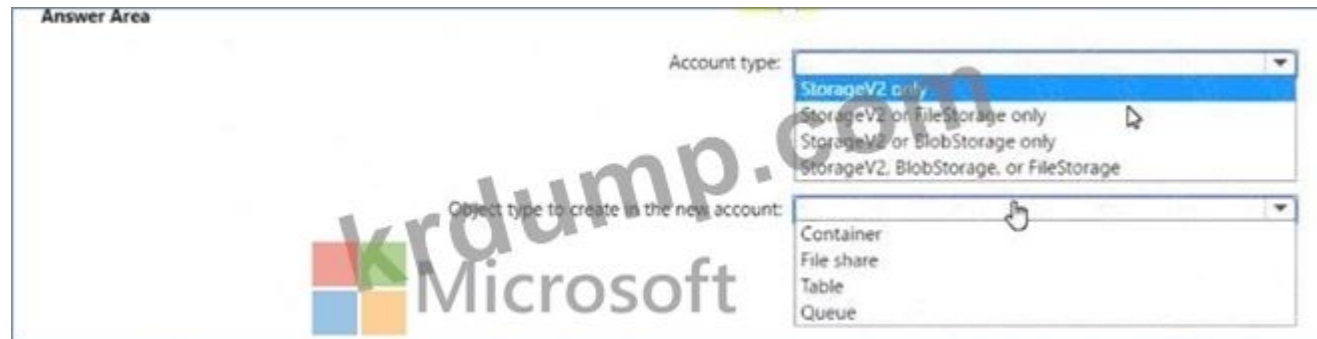 Answer Area
Account type:
StorageV2 only
StorageV2 or FileStorage only
StorageV2 or BlobStorage only
StorageV2, BlobStorage, or FileStorage
Object type to create in the new account:
Container
File share
Table
Queue
krdump.com
Microsoft